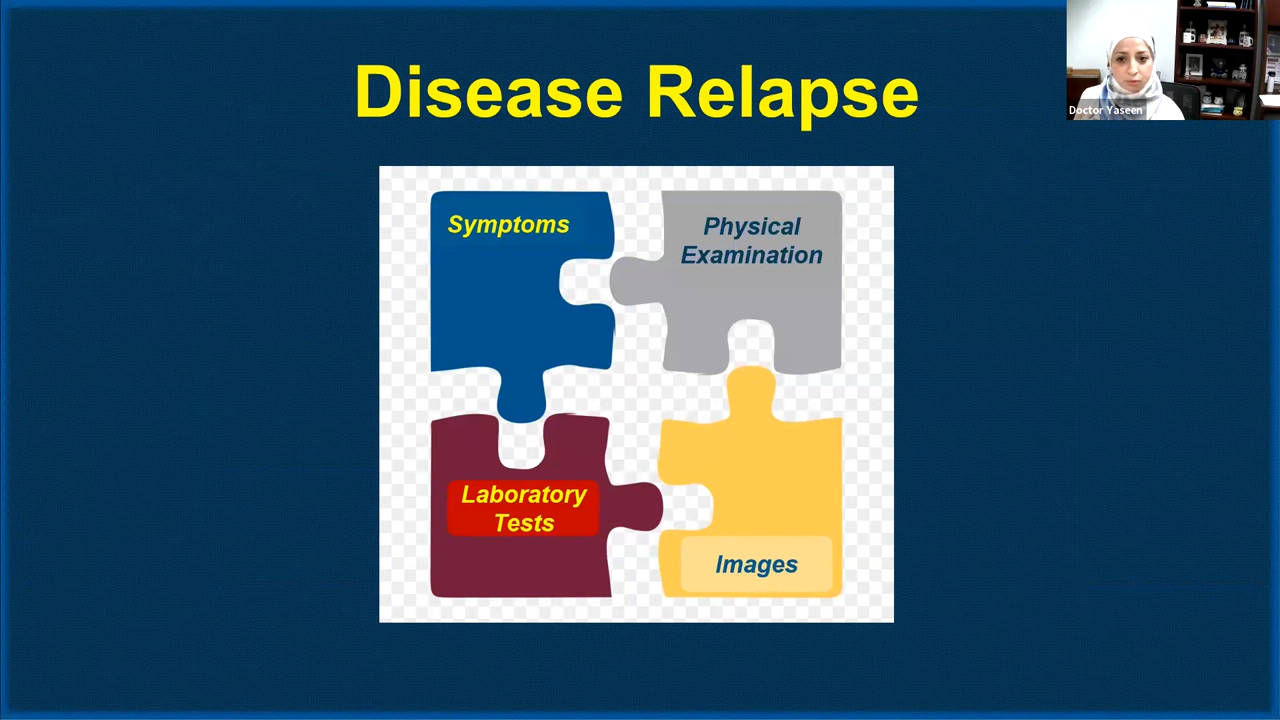 Disease Relapse
Doctor Yaseen
Symptoms
Physical
Examination
Laboratory
Tests
Images